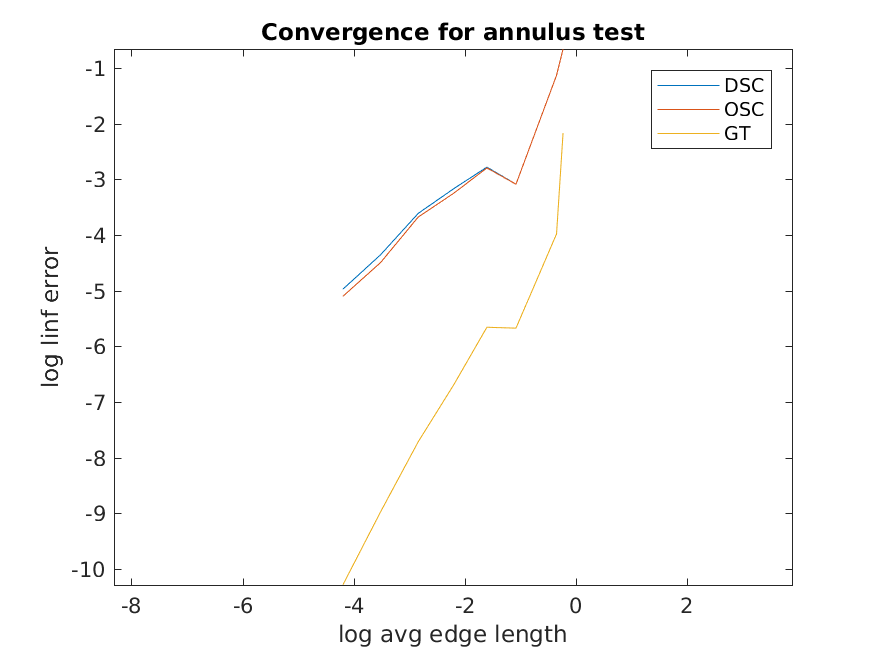 Convergence for annulus test
DSC
OSC
GT
-1
-2
-3
-4
-5
-6
-7
-8
-9
-10
log linf error
-8 -6 -4 -2 0 2
log avg edge length